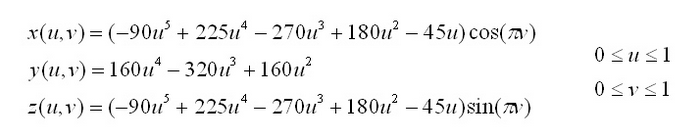 x(u,v) = (−90u⁵ + 225u⁴ − 270u³ + 180u² − 45u) cos(πv)
0 ≤ u ≤ 1
y(u,v) = 160u⁴ − 320u³ + 160u²
0 ≤ v ≤ 1
z(u,v) = (−90u⁵ + 225u⁴ − 270u³ + 180u² − 45u) sin(πv)